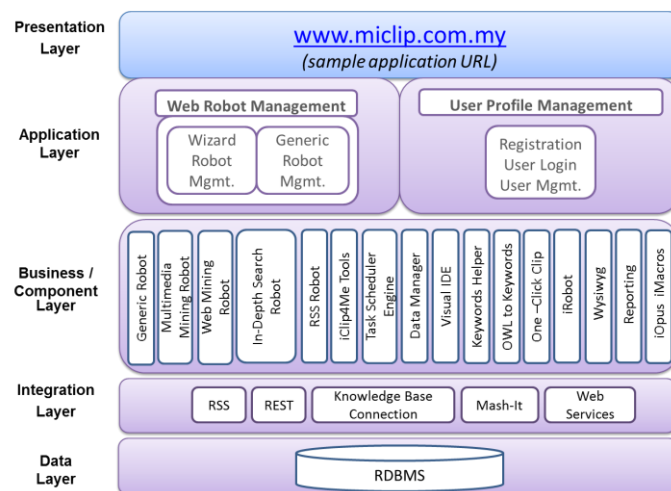 Presentation
Layer
www.miclip.com.my
(sample application URL)
Application
Layer
Web Robot Management
Wizard
Robot
Mgmt.
Generic
Robot
Mgmt.
User Profile Management
Registration
User Login
User Mgmt.
Business /
Component
Layer
Generic Robot
Multimedia
Mining Robot
Web Mining
Robot
In-Depth Search
Robot
RSS Robot
iClip4Me Tools
Task Scheduler
Engine
Data Manager
Visual IDE
Keywords Helper
OWL to Keywords
One –Click Clip
iRobot
Wysiwyg
Reporting
iOpus iMacros
Integration
Layer
RSS
REST
Knowledge Base
Connection
Mash-It
Web
Services
Data
Layer
RDBMS